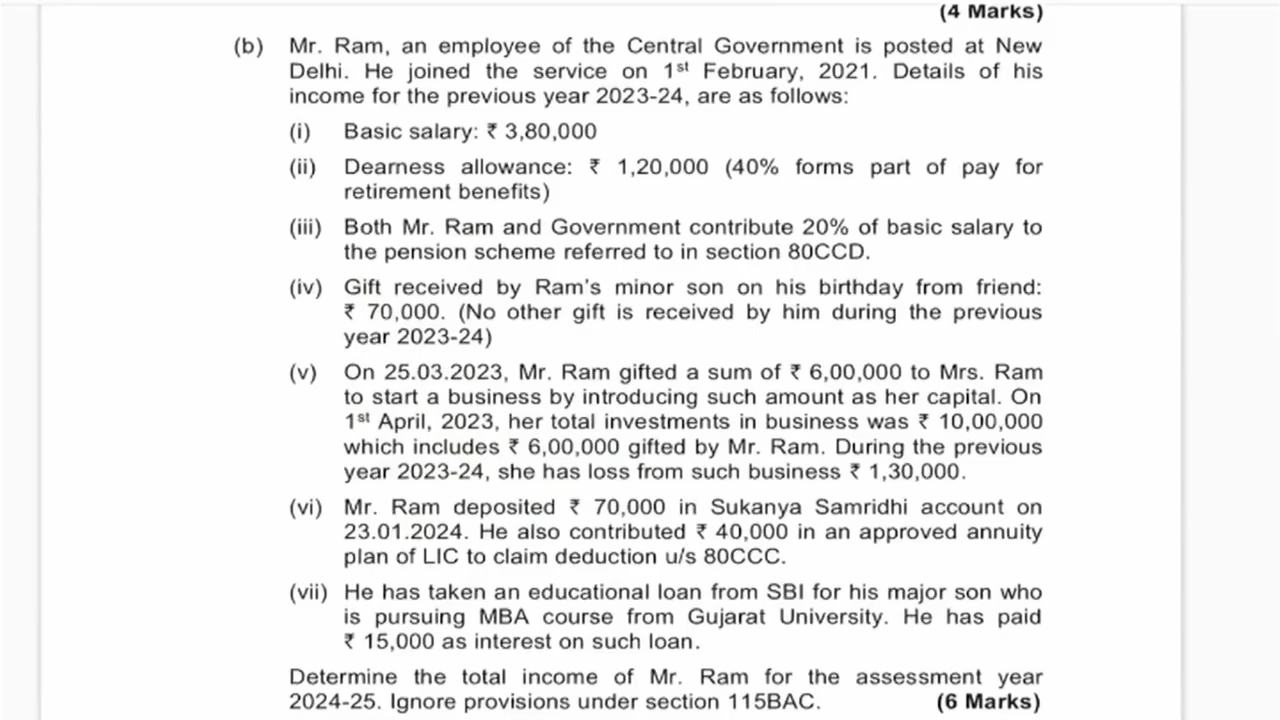 (4 Marks)
(b) Mr. Ram, an employee of the Central Government is posted at New
Delhi. He joined the service on 1st February, 2021. Details of his
income for the previous year 2023-24, are as follows:
(i) Basic salary: ₹ 3,80,000
(ii) Dearness allowance: ₹ 1,20,000 (40% forms part of pay for
retirement benefits)
(iii) Both Mr. Ram and Government contribute 20% of basic salary to
the pension scheme referred to in section 80CCD.
(iv) Gift received by Ram's minor son on his birthday from friend:
₹ 70,000. (No other gift is received by him during the previous
year 2023-24)
(v) On 25.03.2023, Mr. Ram gifted a sum of ₹ 6,00,000 to Mrs. Ram
to start a business by introducing such amount as her capital. On
1st April, 2023, her total investments in business was ₹ 10,00,000
which includes ₹ 6,00,000 gifted by Mr. Ram. During the previous
year 2023-24, she has loss from such business ₹ 1,30,000.
(vi) Mr. Ram deposited ₹ 70,000 in Sukanya Samridhi account on
23.01.2024. He also contributed ₹ 40,000 in an approved annuity
plan of LIC to claim deduction u/s 80CCC.
(vii) He has taken an educational loan from SBI for his major son who
is pursuing MBA course from Gujarat University. He has paid
₹ 15,000 as interest on such loan.
Determine the total income of Mr. Ram for the assessment year
2024-25. Ignore provisions under section 115BAC. (6 Marks)